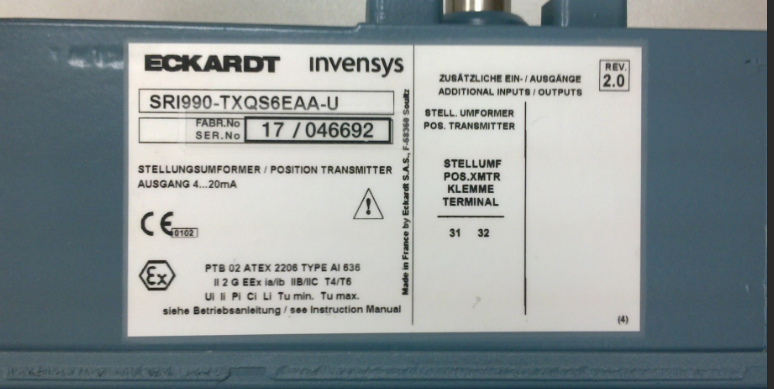 ECKARDT invensys
SRI990-TXQS6EAA-U
FABR.No
SER.No
17 / 046692
STELLUNGSUMFORMER / POSITION TRANSMITTER
AUSGANG 4...20mA
CE 0102
Ex
PTB 02 ATEX 2206 TYPE AI 636
II 2 G EEx ia/ib IIB/IIC T4/T6
Ui Ii Pi Ci Li Tu min. Tu max.
siehe Betriebsanleitung / see Instruction Manual
Made in France by Eckardt S.A.S., F-68360 Soultz
ZUSÄTZLICHE EIN- / AUSGÄNGE
ADDITIONAL INPUTS / OUTPUTS
REV.
2.0
STELL. UMFORMER
POS. TRANSMITTER
STELLUMF
POS.XMTR
KLEMME
TERMINAL
31 32
(4)